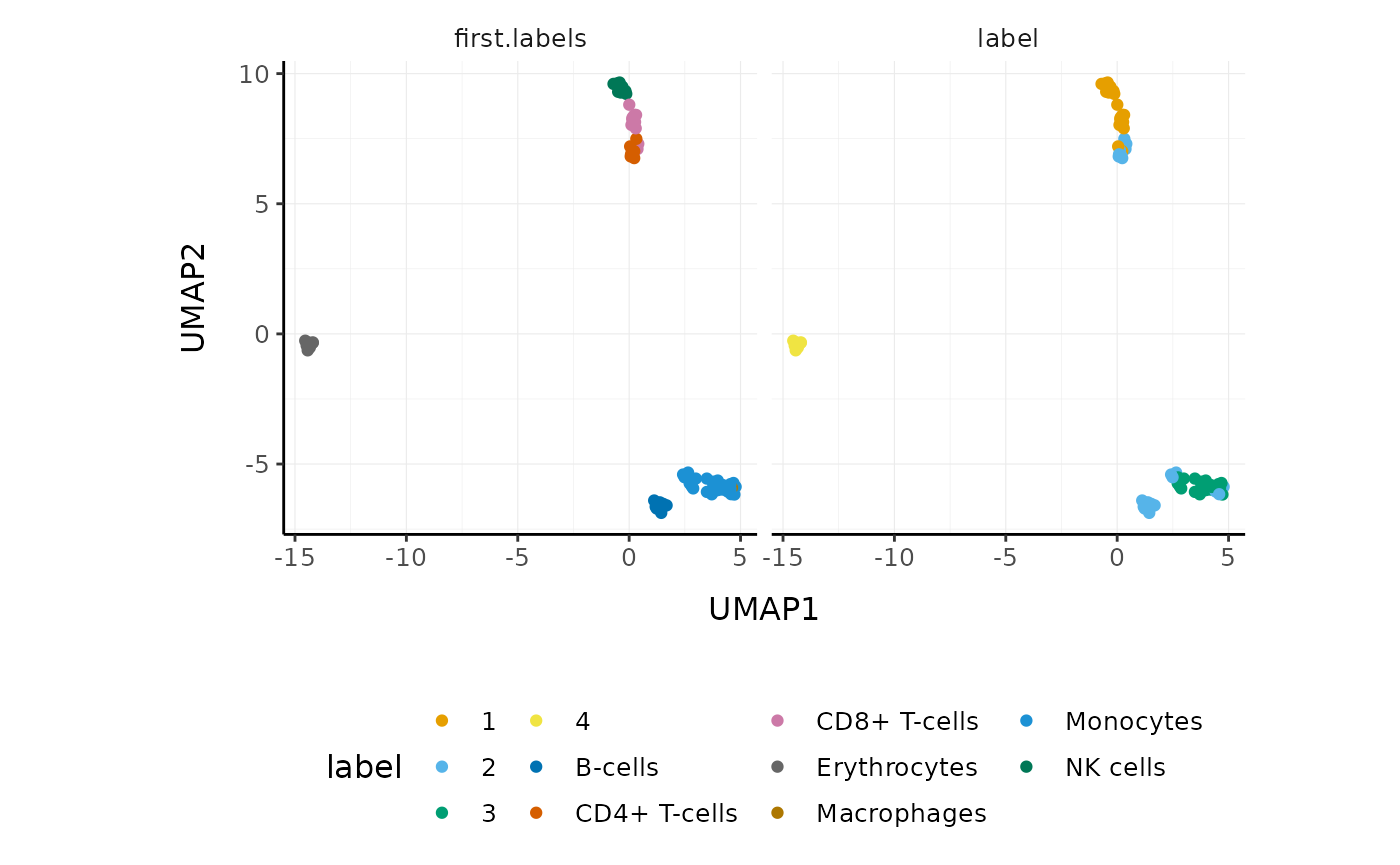 first.labels label
10
5
0
-5
UMAP2
-15 -10 -5 0 5 -15 -10 -5 0 5
UMAP1
1 4 CD8+ T-cells Monocytes
label 2 B-cells Erythrocytes NK cells
3 CD4+ T-cells Macrophages